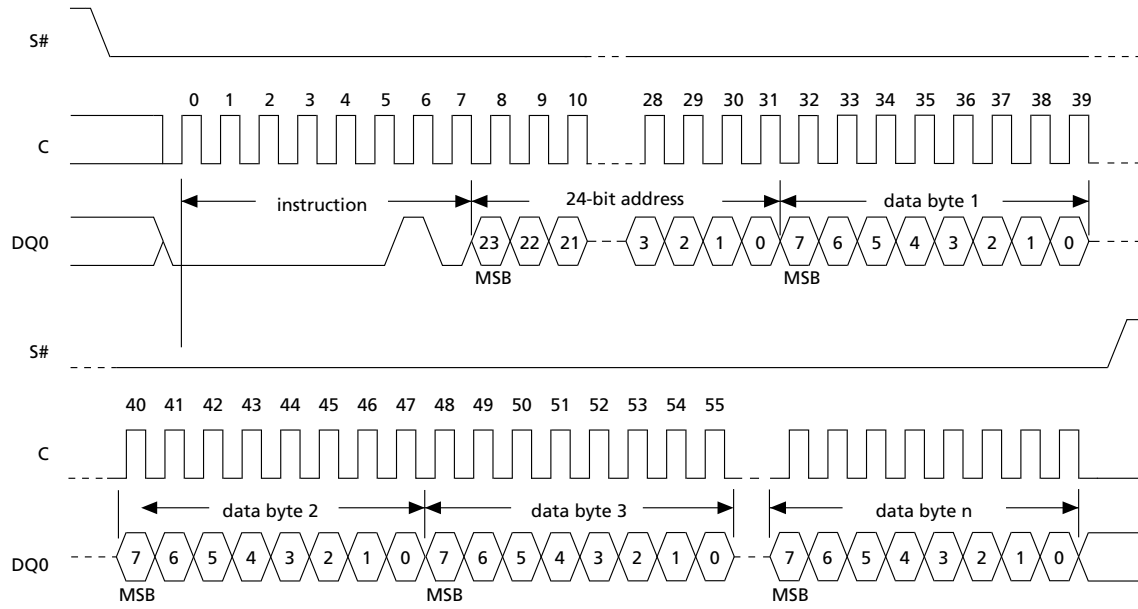 S#
0 1 2 3 4 5 6 7 8 9 10 28 29 30 31 32 33 34 35 36 37 38 39
C
instruction 24-bit address data byte 1
DQ0 23 22 21 3 2 1 0 7 6 5 4 3 2 1 0
MSB MSB
S#
40 41 42 43 44 45 46 47 48 49 50 51 52 53 54 55
C
data byte 2 data byte 3 data byte n
DQ0 7 6 5 4 3 2 1 0 7 6 5 4 3 2 1 0 7 6 5 4 3 2 1 0
MSB MSB MSB